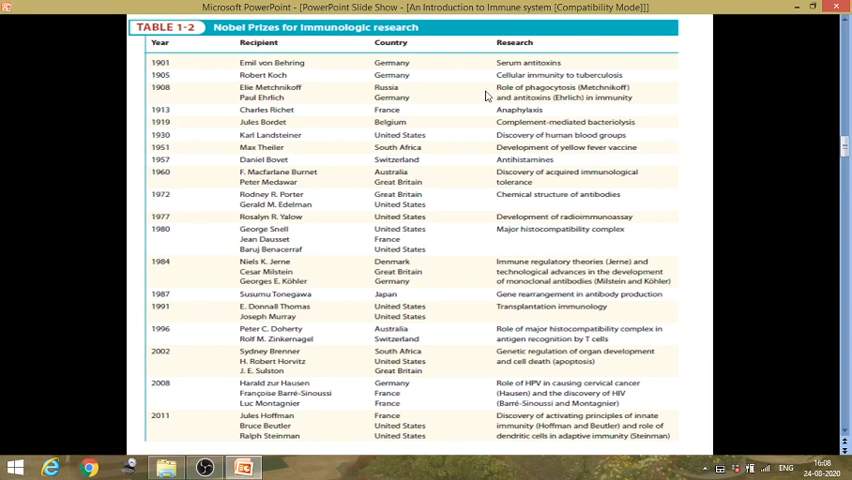 Microsoft PowerPoint - [PowerPoint Slide Show - [An Introduction to Immune system [Compatibility Mode]]]
TABLE 1-2 Nobel Prizes for immunologic research
Year Recipient Country Research
1901 Emil von Behring Germany Serum antitoxins
1905 Robert Koch Germany Cellular immunity to tuberculosis
1908 Elie Metchnikoff Russia Role of phagocytosis (Metchnikoff)
Paul Ehrlich Germany and antitoxins (Ehrlich) in immunity
1913 Charles Richet France Anaphylaxis
1919 Jules Bordet Belgium Complement-mediated bacteriolysis
1930 Karl Landsteiner United States Discovery of human blood groups
1951 Max Theiler South Africa Development of yellow fever vaccine
1957 Daniel Bovet Switzerland Antihistamines
1960 F. Macfarlane Burnet Australia Discovery of acquired immunological
Peter Medawar Great Britain tolerance
1972 Rodney R. Porter Great Britain Chemical structure of antibodies
Gerald M. Edelman United States
1977 Rosalyn R. Yalow United States Development of radioimmunoassay
1980 George Snell United States Major histocompatibility complex
Jean Dausset France
Baruj Benacerraf United States
1984 Niels K. Jerne Denmark Immune regulatory theories (Jerne) and
Cesar Milstein Great Britain technological advances in the development
Georges E. Köhler Germany of monoclonal antibodies (Milstein and Köhler)
1987 Susumu Tonegawa Japan Gene rearrangement in antibody production
1991 E. Donnall Thomas United States Transplantation immunology
Joseph Murray United States
1996 Peter C. Doherty Australia Role of major histocompatibility complex in
Rolf M. Zinkernagel Switzerland antigen recognition by T cells
2002 Sydney Brenner South Africa Genetic regulation of organ development
H. Robert Horvitz United States and cell death (apoptosis)
J. E. Sulston Great Britain
2008 Harald zur Hausen Germany Role of HPV in causing cervical cancer
Françoise Barré-Sinoussi France (Hausen) and the discovery of HIV
Luc Montagnier France (Barré-Sinoussi and Montagnier)
2011 Jules Hoffman France Discovery of activating principles of innate
Bruce Beutler United States immunity (Hoffman and Beutler) and role of
Ralph Steinman United States dendritic cells in adaptive immunity (Steinman)
ENG 16:08
24-08-2020